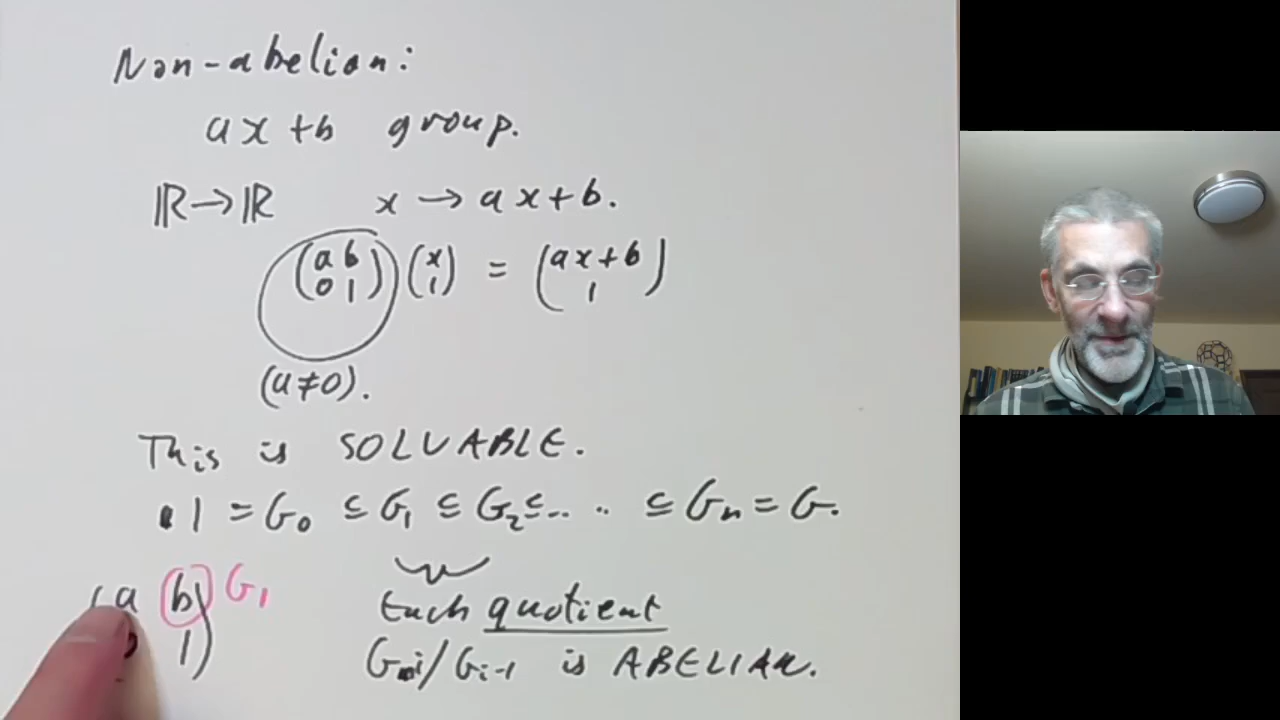 Non-abelian:
ax+b group.
ℝ→ℝ x → ax+b.
(a b) (x) = (ax+b)
(0 1) (1) ( 1 )
(a≠0).
This is SOLVABLE.
1 = G₀ ⊆ G₁ ⊆ G₂ ⊆ ... ⊆ Gₙ = G.
(a b) G₁
Each quotient
1)
Gi/Gi-1 is ABELIAN.